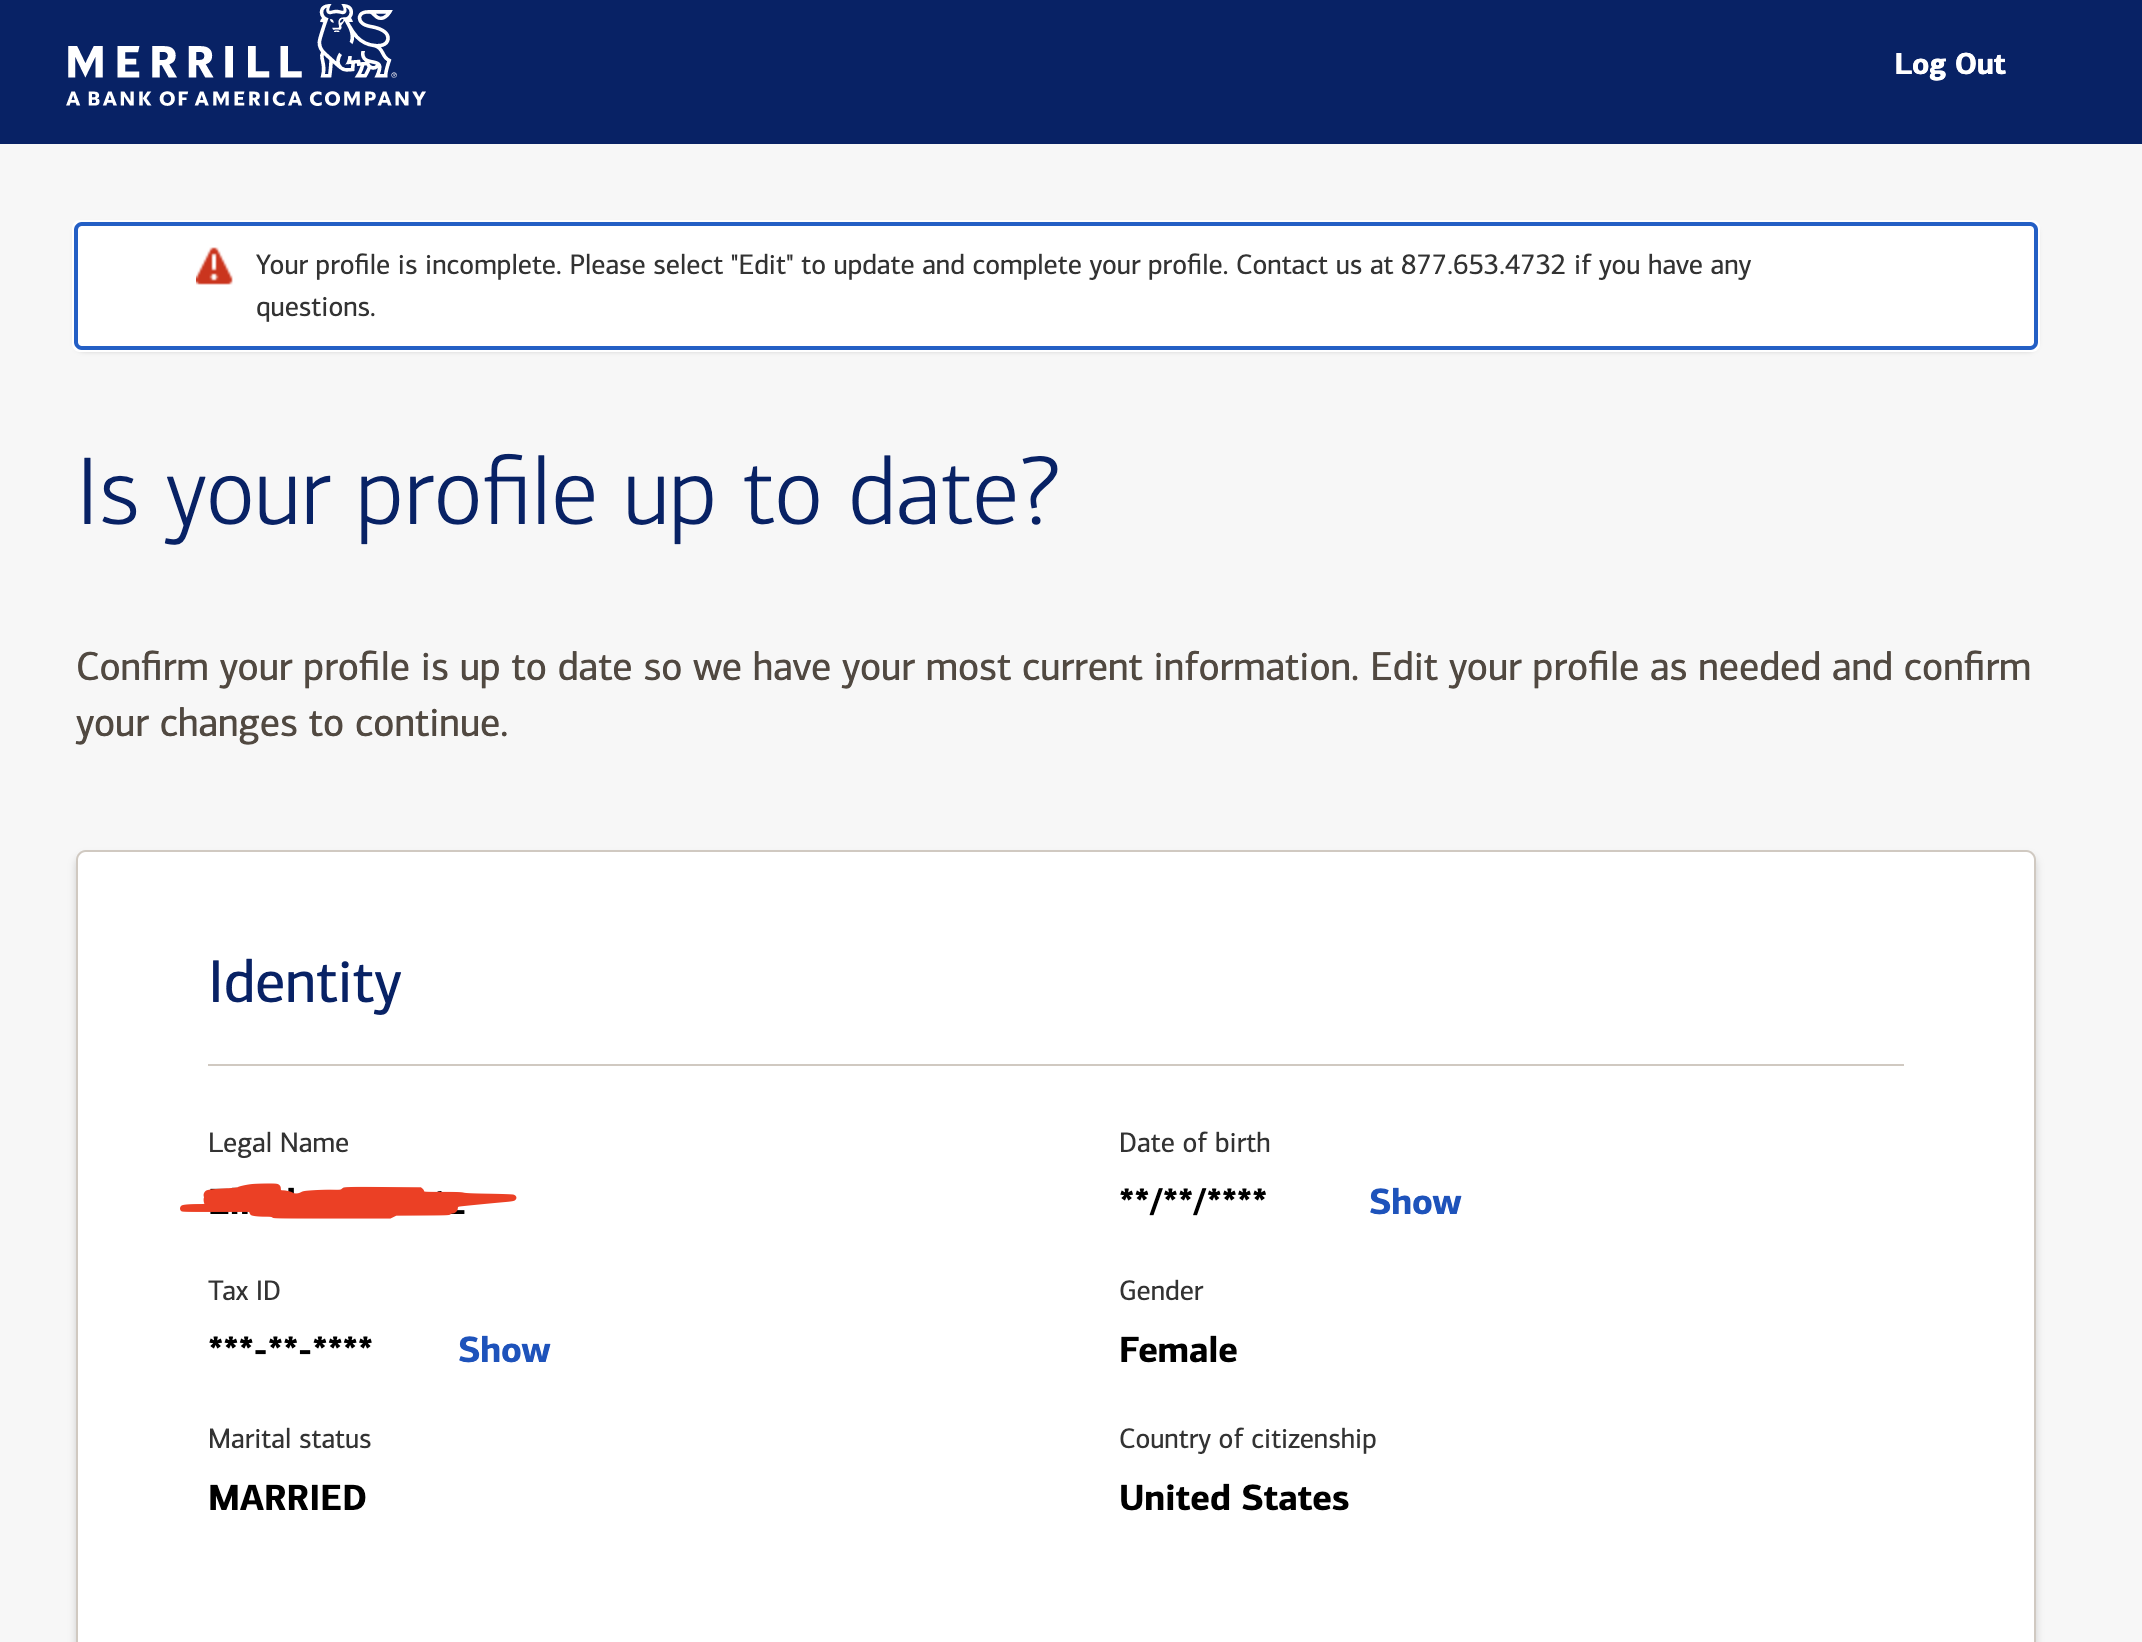 MERRILL
A BANK OF AMERICA COMPANY
Log Out
Your profile is incomplete. Please select "Edit" to update and complete your profile. Contact us at 877.653.4732 if you have any
questions.
Is your profile up to date?
Confirm your profile is up to date so we have your most current information. Edit your profile as needed and confirm
your changes to continue.
Identity
Legal Name
Date of birth
**/**/**** Show
Tax ID
Gender
***-**-**** Show
Female
Marital status
Country of citizenship
MARRIED
United States